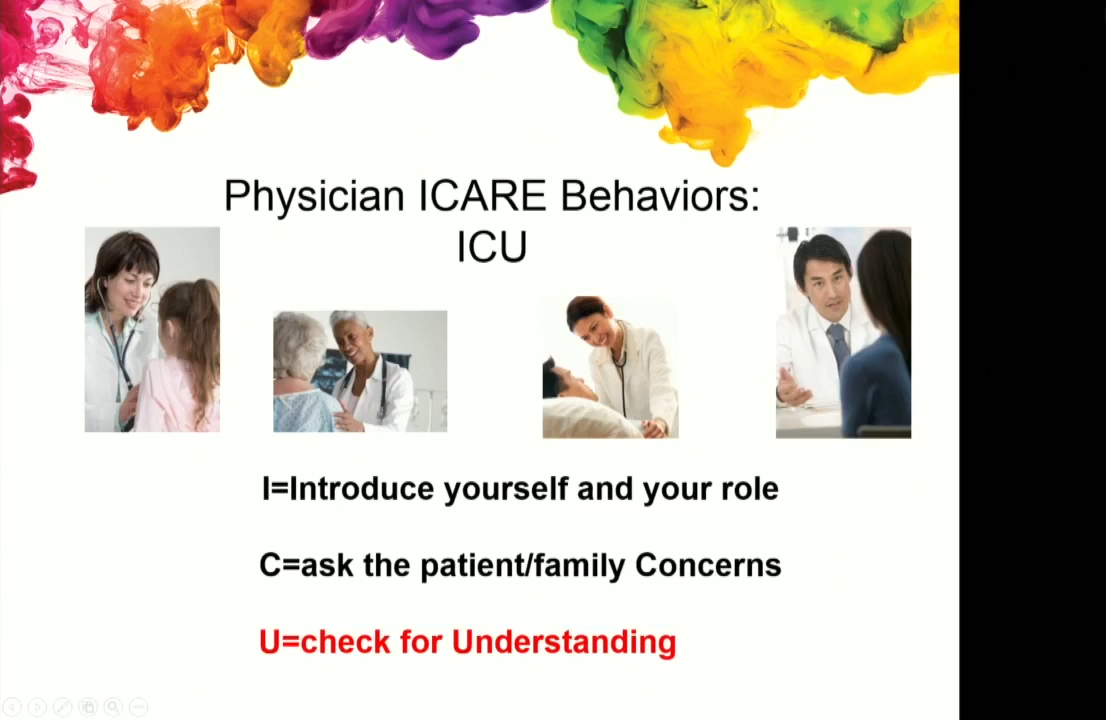 Physician ICARE Behaviors:
ICU
I=Introduce yourself and your role
C=ask the patient/family Concerns
U=check for Understanding